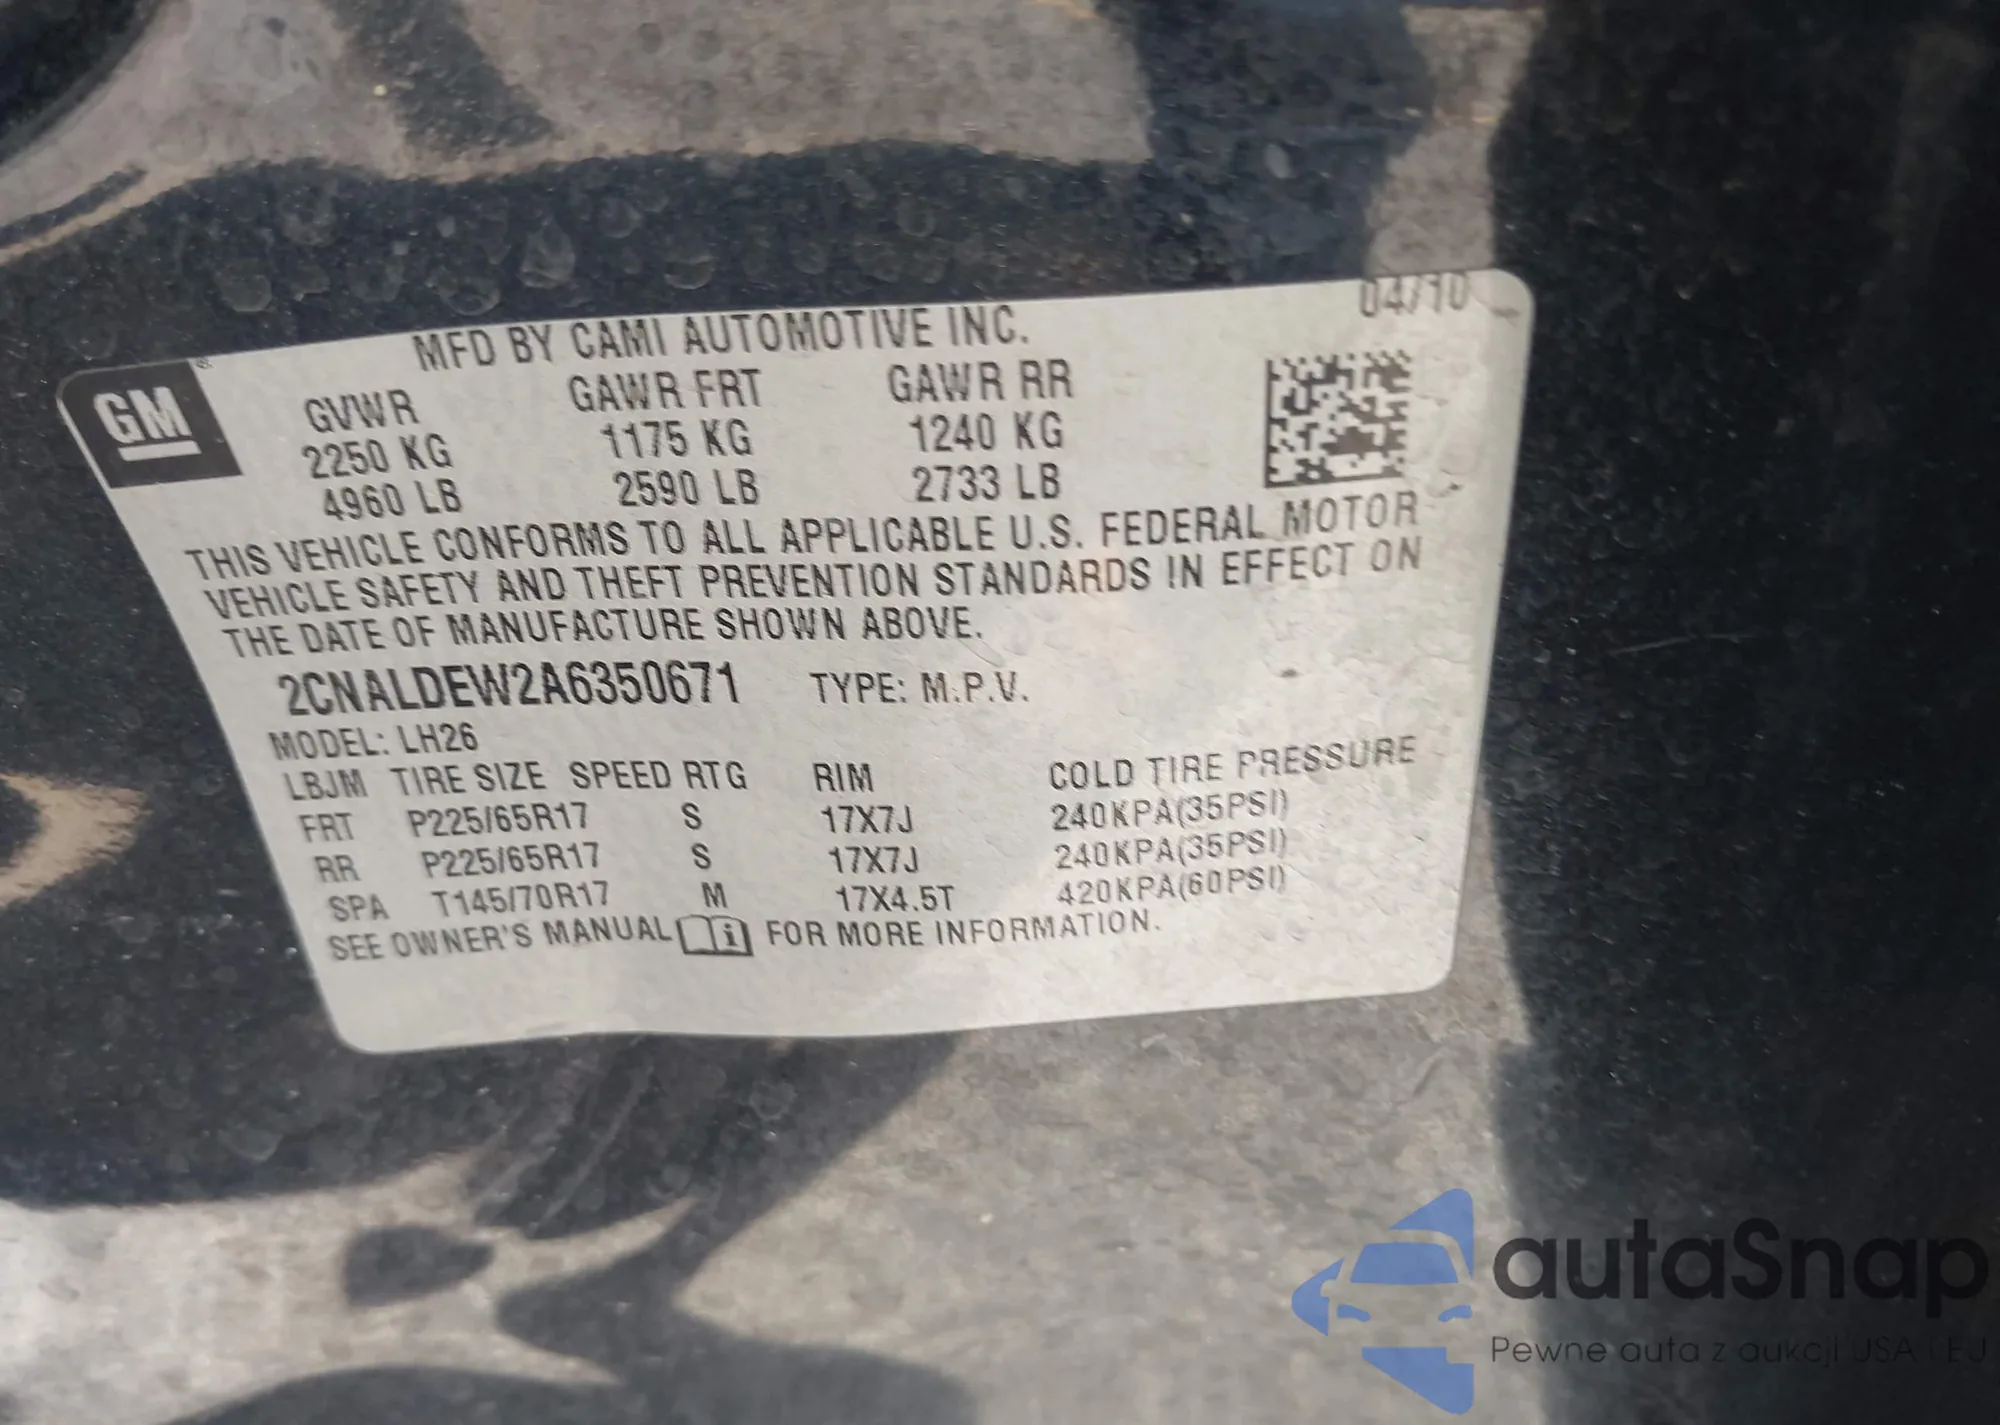 04/10
MFD BY CAMI AUTOMOTIVE INC.
GM
GVWR GAWR FRT GAWR RR
2250 KG 1175 KG 1240 KG
4960 LB 2590 LB 2733 LB
THIS VEHICLE CONFORMS TO ALL APPLICABLE U.S. FEDERAL MOTOR
VEHICLE SAFETY AND THEFT PREVENTION STANDARDS IN EFFECT ON
THE DATE OF MANUFACTURE SHOWN ABOVE.
2CNALDEW2A6350671 TYPE: M.P.V.
MODEL: LH26
LBJM TIRE SIZE SPEED RTG RIM COLD TIRE PRESSURE
FRT P225/65R17 S 17X7J 240KPA(35PSI)
RR P225/65R17 S 17X7J 240KPA(35PSI)
SPA T145/70R17 M 17X4.5T 420KPA(60PSI)
SEE OWNER'S MANUAL i FOR MORE INFORMATION.
autaSnap
Pewne auta z aukcji USA i EU